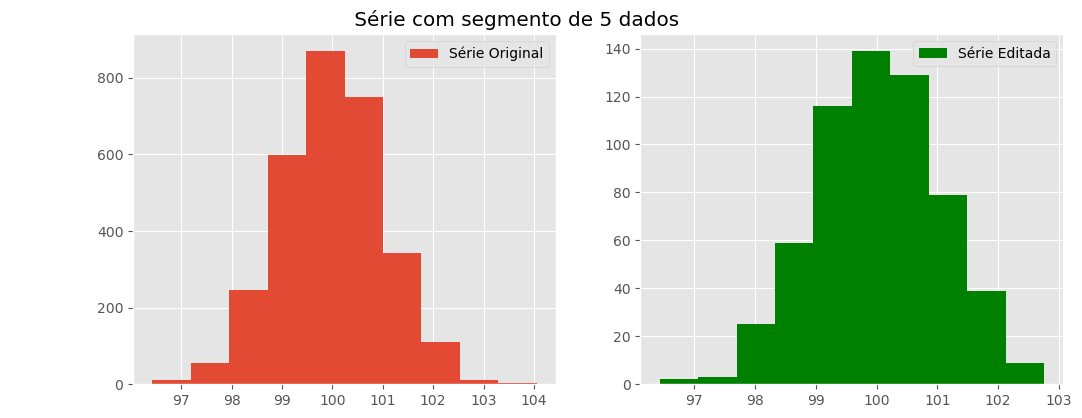 Série com segmento de 5 dados
Série Original
800
600
400
200
0
97 98 99 100 101 102 103 104
Série Editada
140
120
100
80
60
40
20
0
97 98 99 100 101 102 103